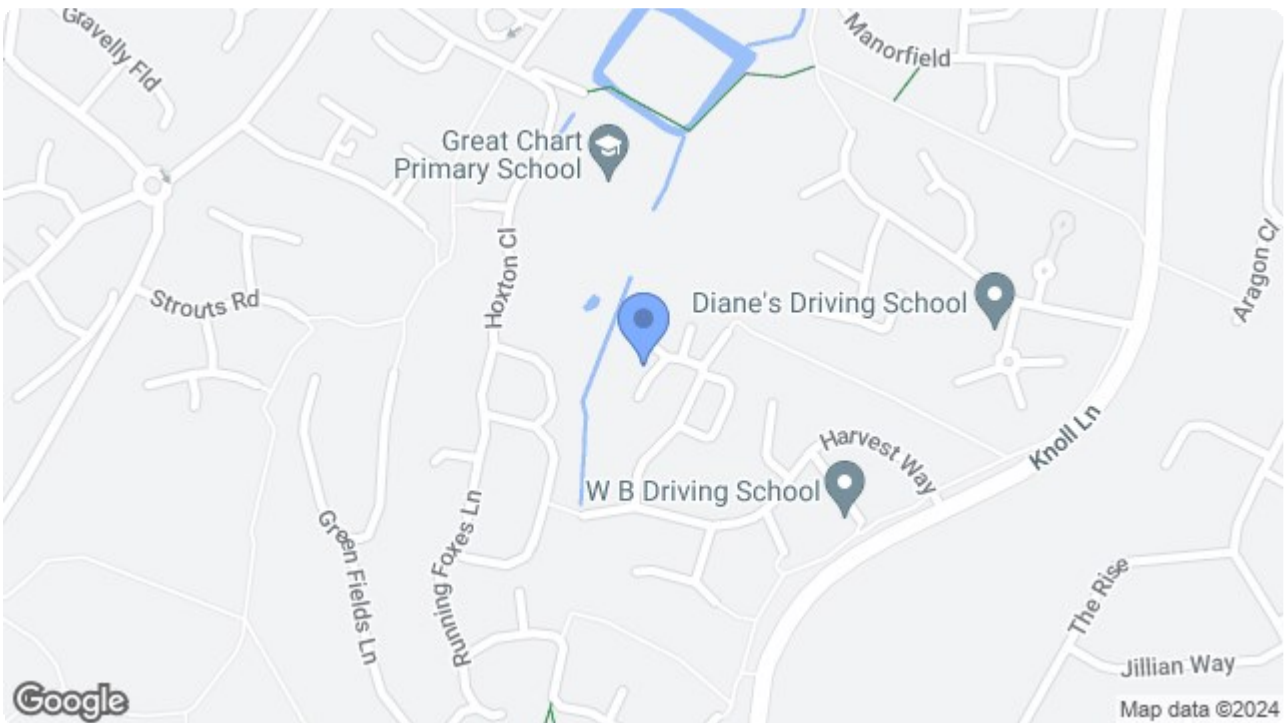 Gravelly Fld
Manorfield
Great Chart
Primary School
Aragon Cl
Hoxton Cl
Strouts Rd
Diane's Driving School
Knoll Ln
Harvest Way
W B Driving School
Green Fields Ln
Running Foxes Ln
The Rise
Jillian Way
Google
Map data ©2024